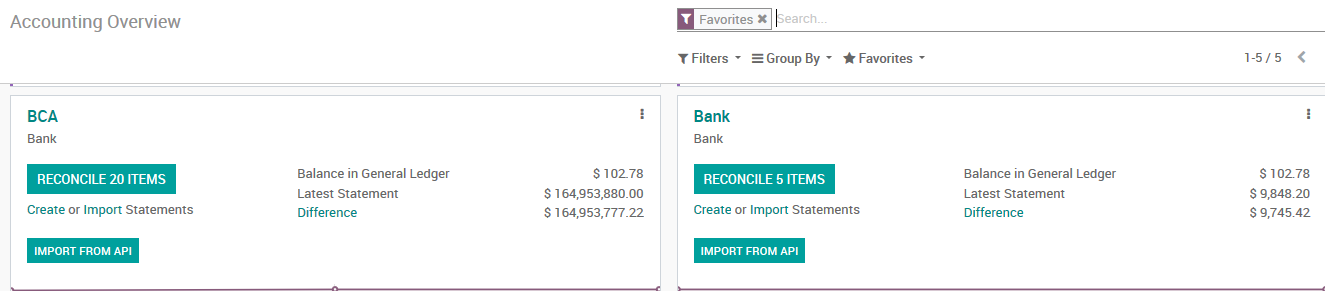 Accounting Overview
Favorites ✖ Search...
Filters Group By Favorites 1-5 / 5
BCA
Bank
RECONCILE 20 ITEMS
Create or Import Statements
IMPORT FROM API
Balance in General Ledger $ 102.78
Latest Statement $ 164,953,880.00
Difference $ 164,953,777.22
Bank
Bank
RECONCILE 5 ITEMS
Create or Import Statements
IMPORT FROM API
Balance in General Ledger $ 102.78
Latest Statement $ 9,848.20
Difference $ 9,745.42